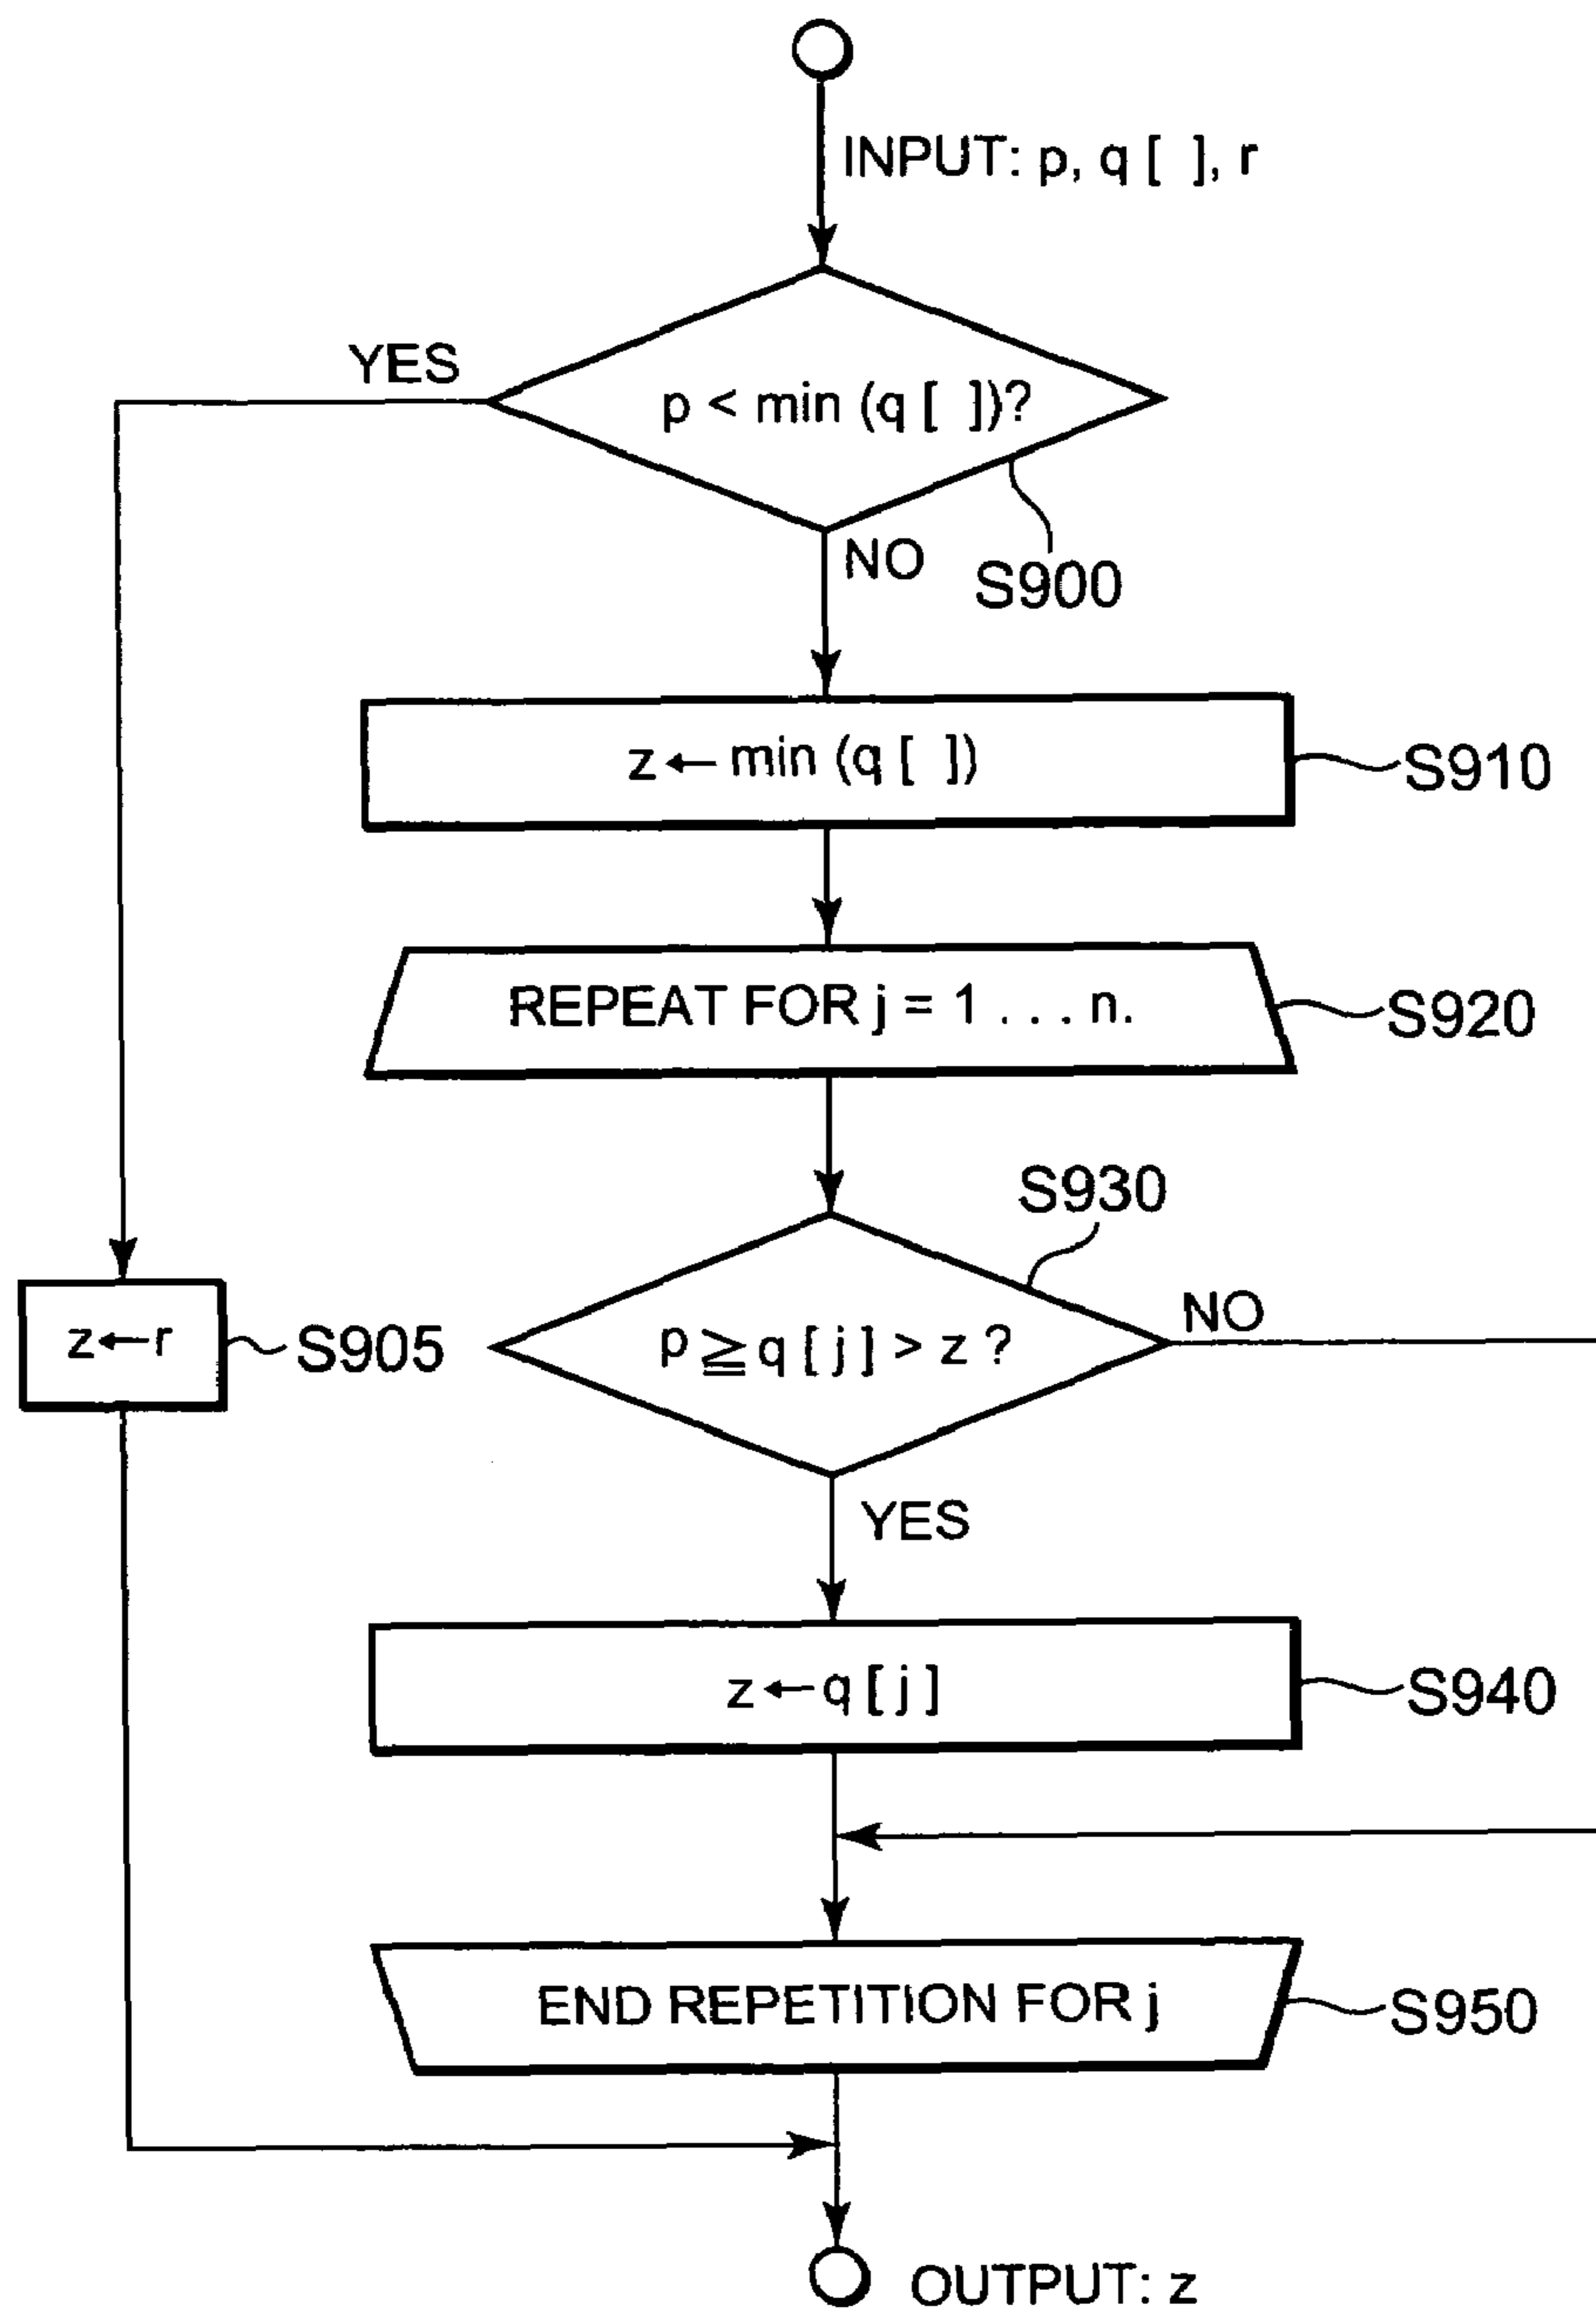 INPUT: p, q [ ], r
YES
p < min (q [ ])?
NO
S900
z ← min (q [ ])
S910
REPEAT FOR j = 1 . . . n.
S920
S930
NO
z ← r
S905
p ≧ q [ j ] > z ?
YES
z ← q [ j ]
S940
END REPETITION FOR j
S950
OUTPUT: z